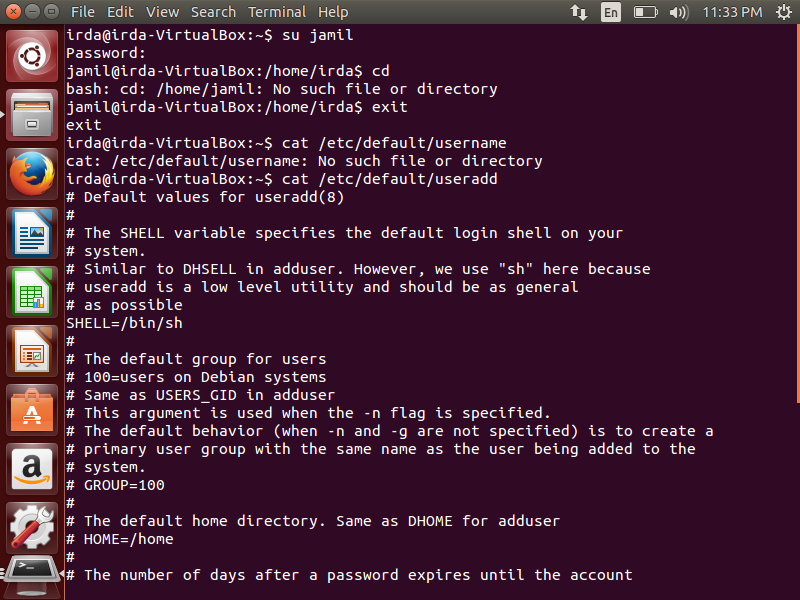 File Edit View Search Terminal Help En 11:33 PM
irda@irda-VirtualBox:~$ su jamil
Password:
jamil@irda-VirtualBox:/home/irda$ cd
bash: cd: /home/jamil: No such file or directory
jamil@irda-VirtualBox:/home/irda$ exit
exit
irda@irda-VirtualBox:~$ cat /etc/default/username
cat: /etc/default/username: No such file or directory
irda@irda-VirtualBox:~$ cat /etc/default/useradd
# Default values for useradd(8)
#
# The SHELL variable specifies the default login shell on your
# system.
# Similar to DHSELL in adduser. However, we use "sh" here because
# useradd is a low level utility and should be as general
# as possible
SHELL=/bin/sh
#
# The default group for users
# 100=users on Debian systems
# Same as USERS_GID in adduser
# This argument is used when the -n flag is specified.
# The default behavior (when -n and -g are not specified) is to create a
# primary user group with the same name as the user being added to the
# system.
# GROUP=100
#
# The default home directory. Same as DHOME for adduser
# HOME=/home
#
# The number of days after a password expires until the account